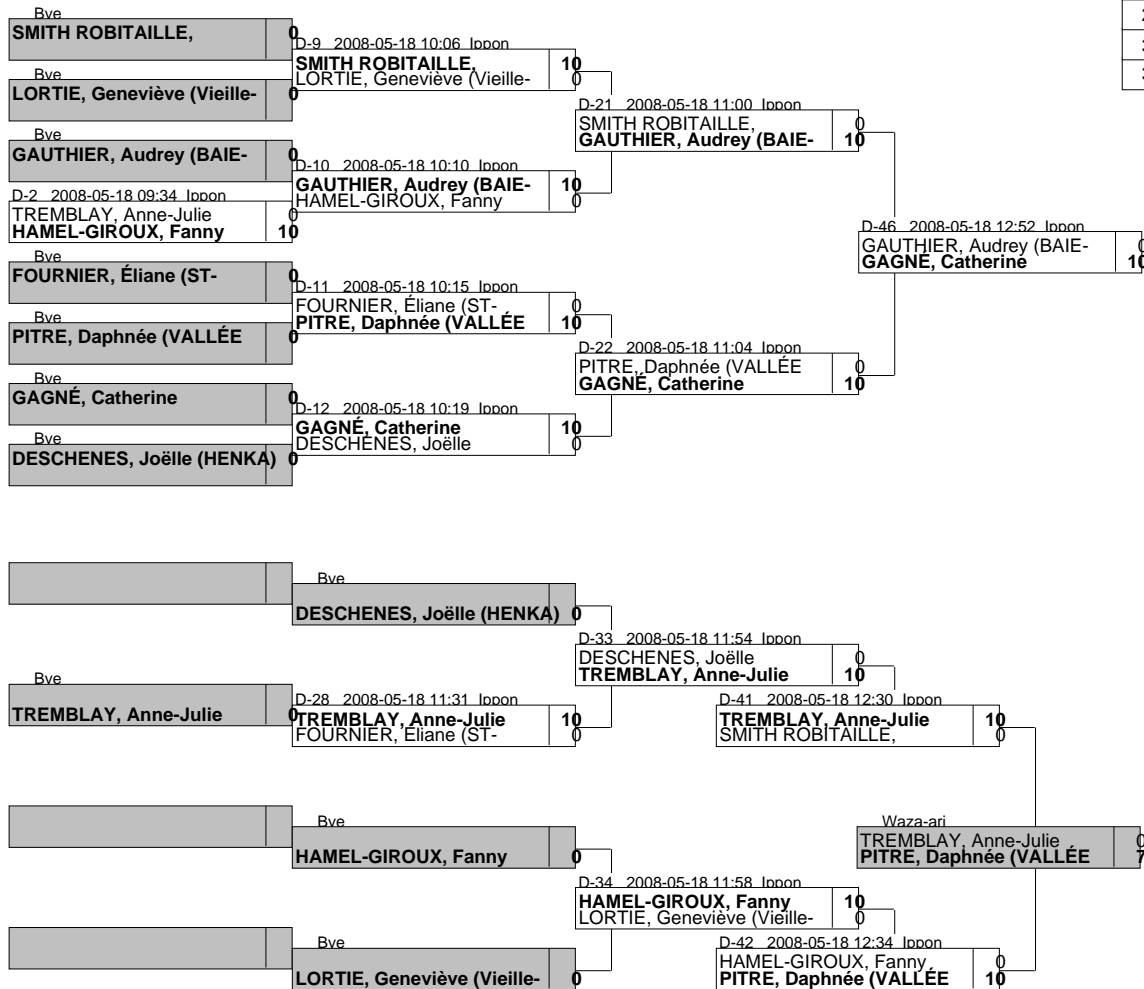 Bye
SMITH ROBITAILLE, 0
Bye
LORTIE, Geneviève (Vieille- 0
Bye
GAUTHIER, Audrey (BAIE- 0
D-2 2008-05-18 09:34 Ippon
TREMBLAY, Anne-Julie 0
HAMEL-GIROUX, Fanny 10
Bye
FOURNIER, Éliane (ST- 0
Bye
PITRE, Daphnée (VALLÉE 0
Bye
GAGNÉ, Catherine 0
Bye
DESCHENES, Joëlle (HENKA) 0
D-9 2008-05-18 10:06 Ippon
SMITH ROBITAILLE, 10
LORTIE, Geneviève (Vieille- 0
D-10 2008-05-18 10:10 Ippon
GAUTHIER, Audrey (BAIE- 10
HAMEL-GIROUX, Fanny 0
D-11 2008-05-18 10:15 Ippon
FOURNIER, Éliane (ST- 0
PITRE, Daphnée (VALLÉE 10
D-12 2008-05-18 10:19 Ippon
GAGNÉ, Catherine 10
DESCHENES, Joëlle 0
D-21 2008-05-18 11:00 Ippon
SMITH ROBITAILLE, 0
GAUTHIER, Audrey (BAIE- 10
D-22 2008-05-18 11:04 Ippon
PITRE, Daphnée (VALLÉE 0
GAGNÉ, Catherine 10
D-46 2008-05-18 12:52 Ippon
GAUTHIER, Audrey (BAIE- 0
GAGNÉ, Catherine 10
2
3
3
Bye
TREMBLAY, Anne-Julie 0
Bye
DESCHENES, Joëlle (HENKA) 0
D-28 2008-05-18 11:31 Ippon
TREMBLAY, Anne-Julie 10
FOURNIER, Éliane (ST- 0
Bye
HAMEL-GIROUX, Fanny 0
Bye
LORTIE, Geneviève (Vieille- 0
D-33 2008-05-18 11:54 Ippon
DESCHENES, Joëlle 0
TREMBLAY, Anne-Julie 10
D-34 2008-05-18 11:58 Ippon
HAMEL-GIROUX, Fanny 10
LORTIE, Geneviève (Vieille- 0
D-41 2008-05-18 12:30 Ippon
TREMBLAY, Anne-Julie 10
SMITH ROBITAILLE, 0
D-42 2008-05-18 12:34 Ippon
HAMEL-GIROUX, Fanny 0
PITRE, Daphnée (VALLÉE 10
Waza-ari
TREMBLAY, Anne-Julie 0
PITRE, Daphnée (VALLÉE 7